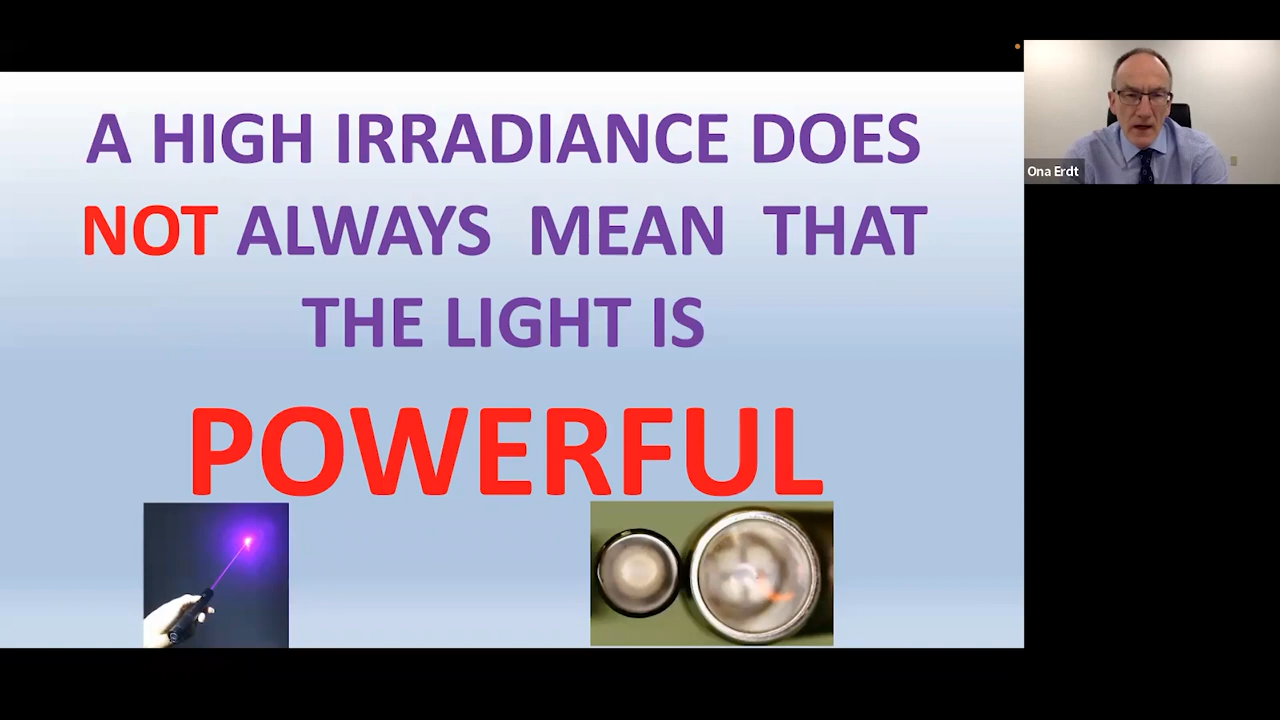 A HIGH IRRADIANCE DOES
NOT ALWAYS MEAN THAT
THE LIGHT IS
POWERFUL
Ona Erdt